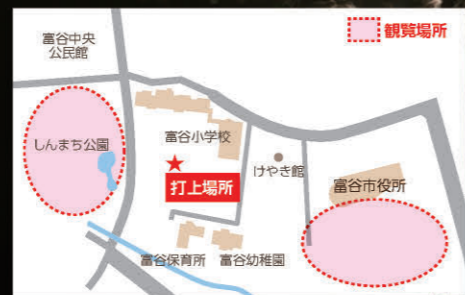 観覧場所
富谷中央
公民館
しんまち公園
富谷小学校
打上場所
けやき館
富谷市役所
富谷保育所
富谷幼稚園